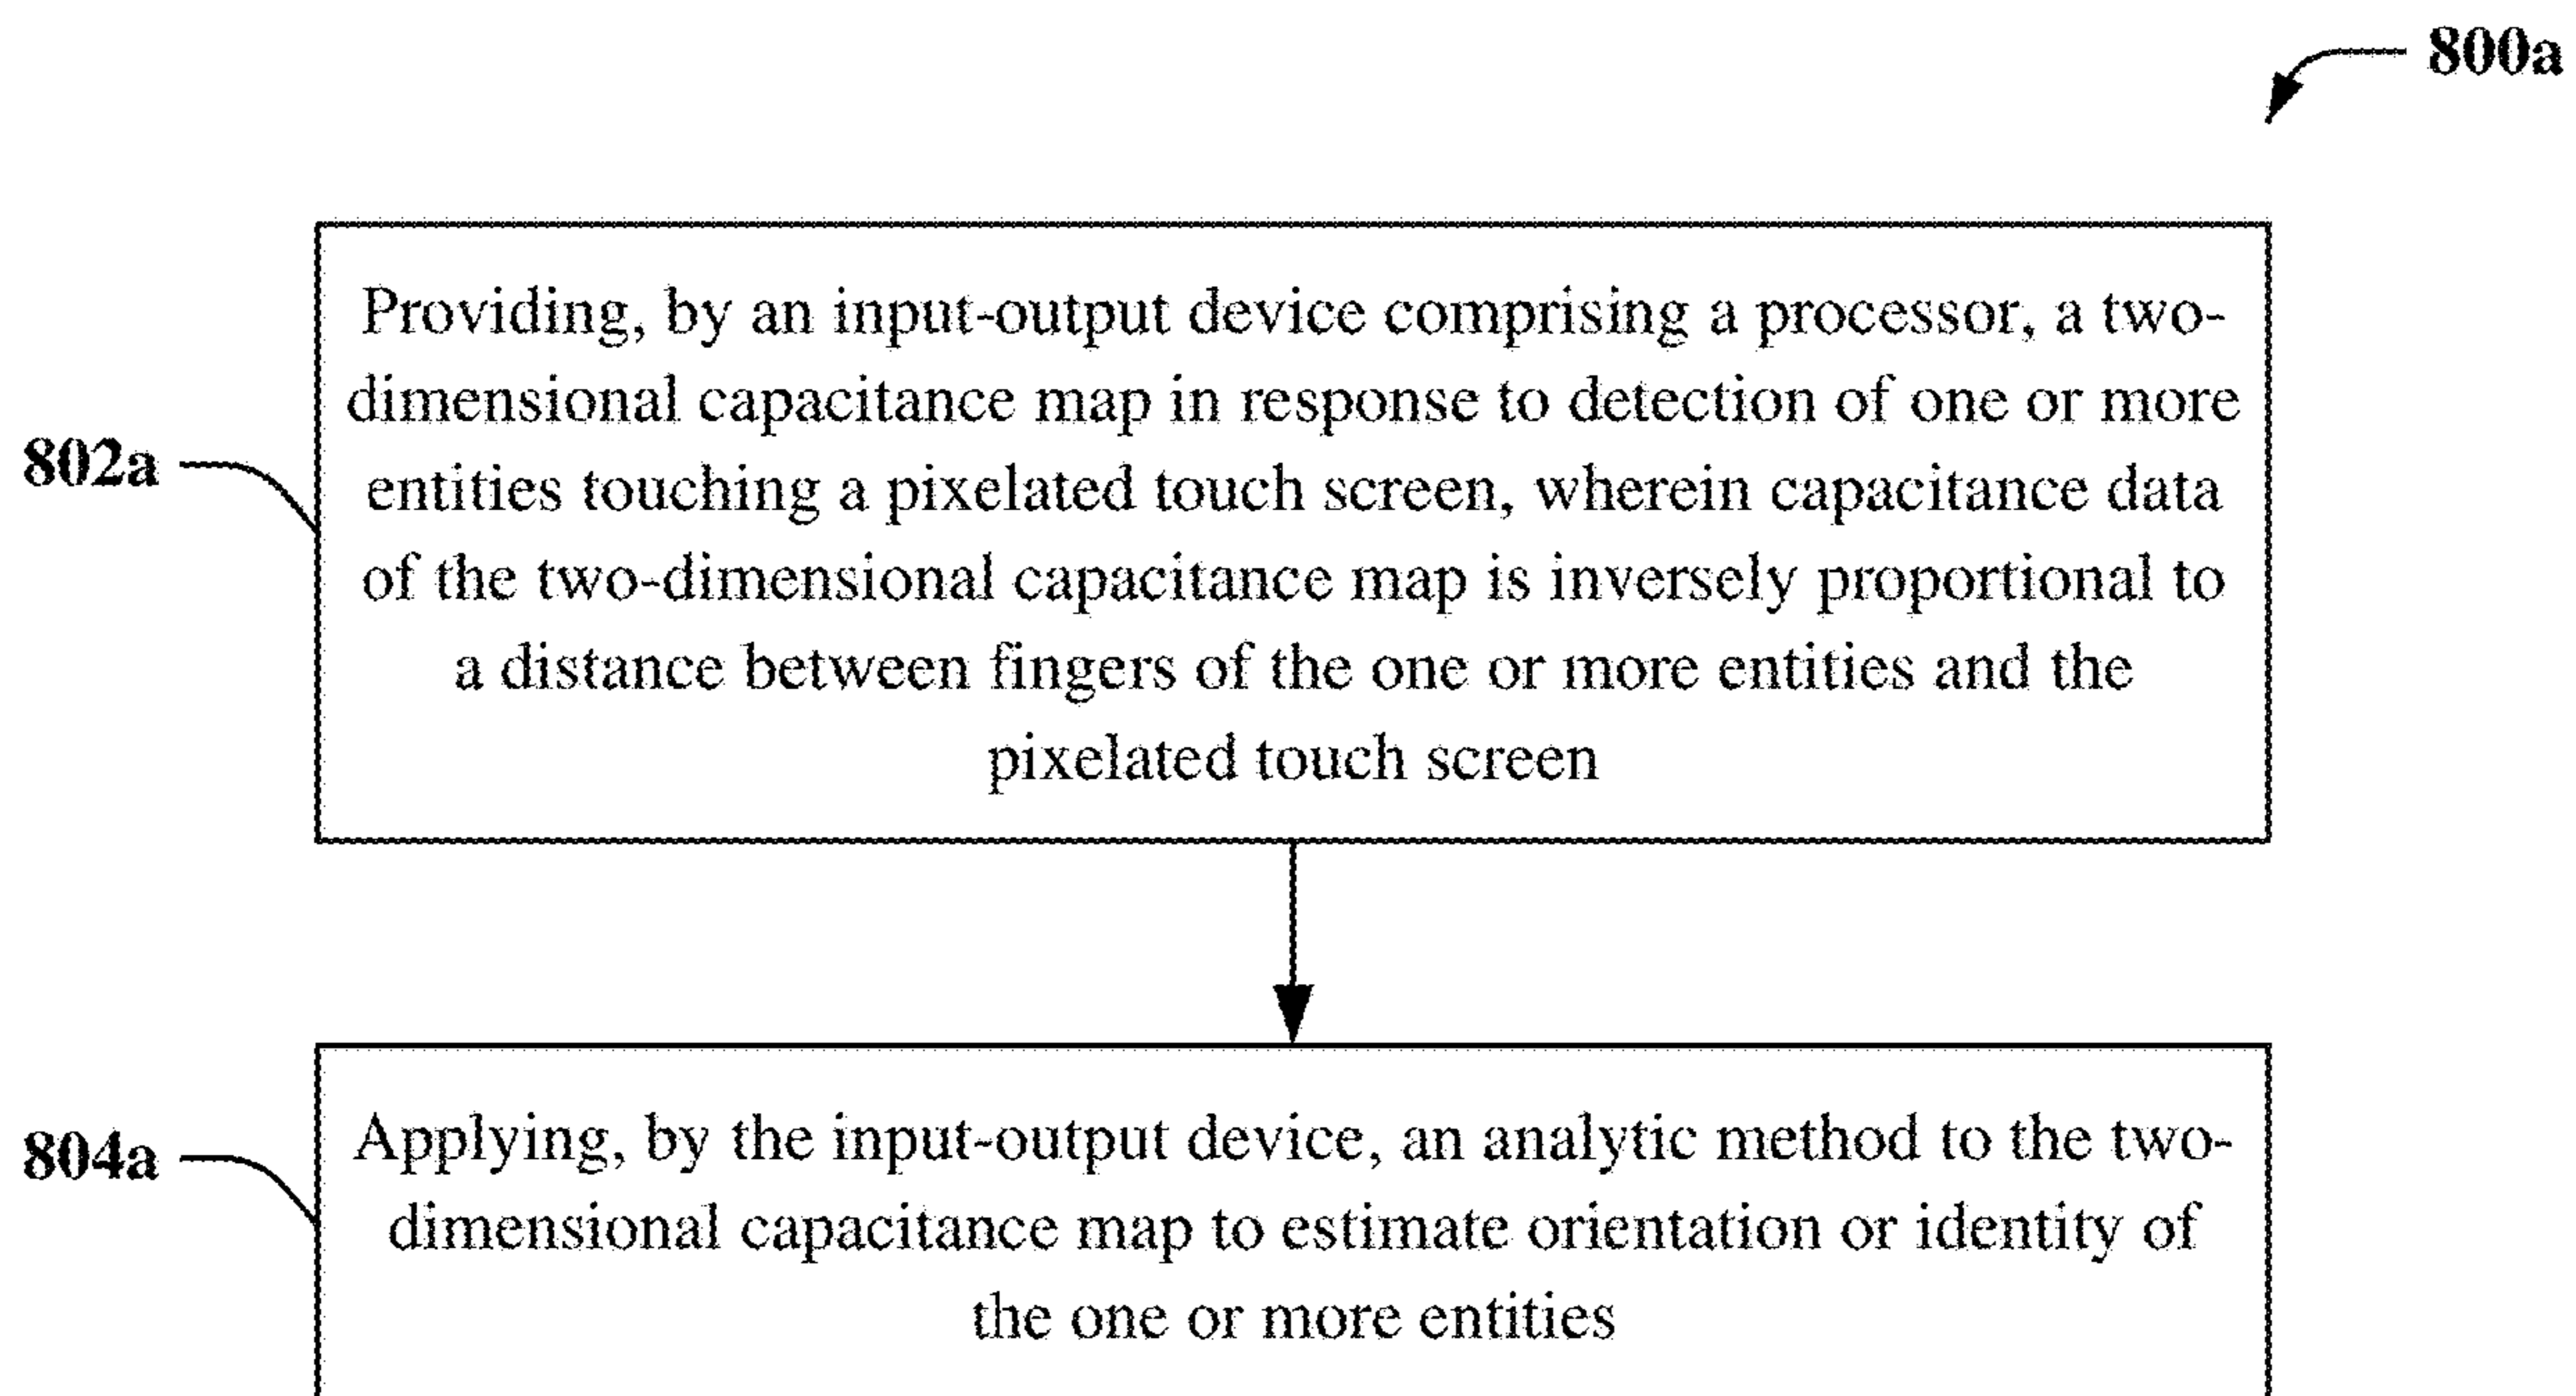 800a
Providing, by an input-output device comprising a processor, a two-
dimensional capacitance map in response to detection of one or more
802a
entities touching a pixelated touch screen, wherein capacitance data
of the two-dimensional capacitance map is inversely proportional to
a distance between fingers of the one or more entities and the
pixelated touch screen
804a
Applying, by the input-output device, an analytic method to the two-
dimensional capacitance map to estimate orientation or identity of
the one or more entities